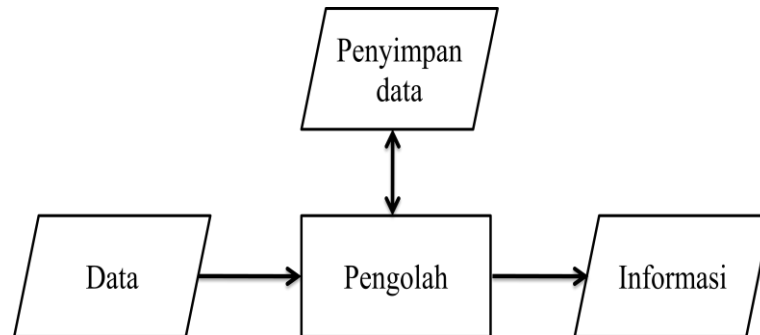 Penyimpan
data
Data
Pengolah
Informasi